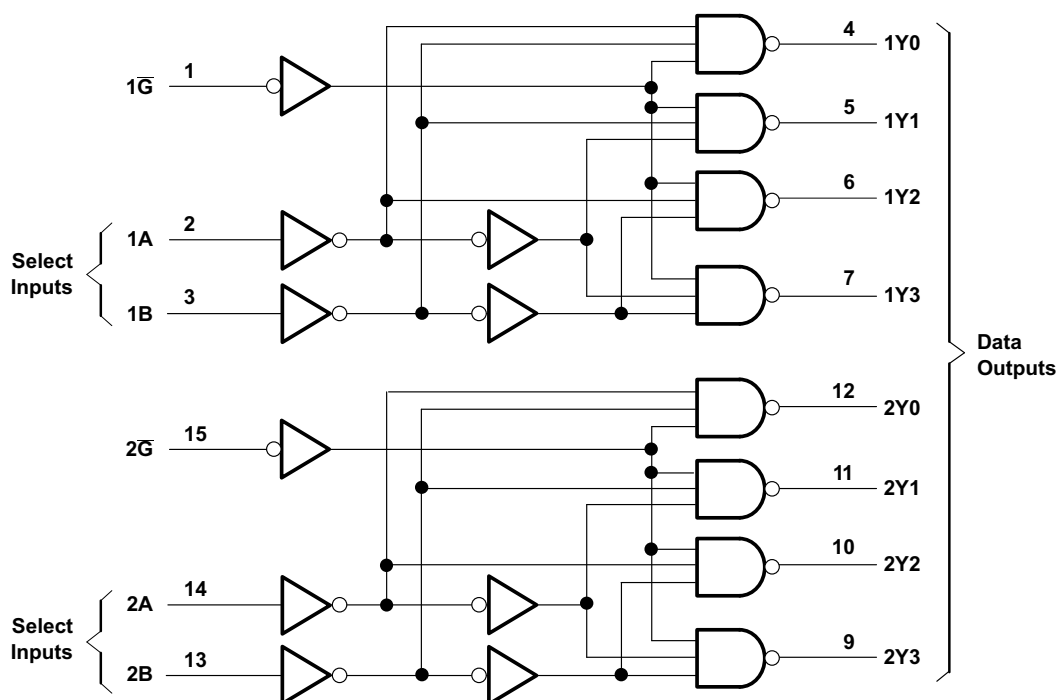 4
1Y0
1
1G̅
5
1Y1
6
1Y2
2
1A
Select
Inputs
3
1B
7
1Y3
Data
Outputs
12
2Y0
15
2G̅
11
2Y1
10
2Y2
14
2A
Select
Inputs
13
2B
9
2Y3